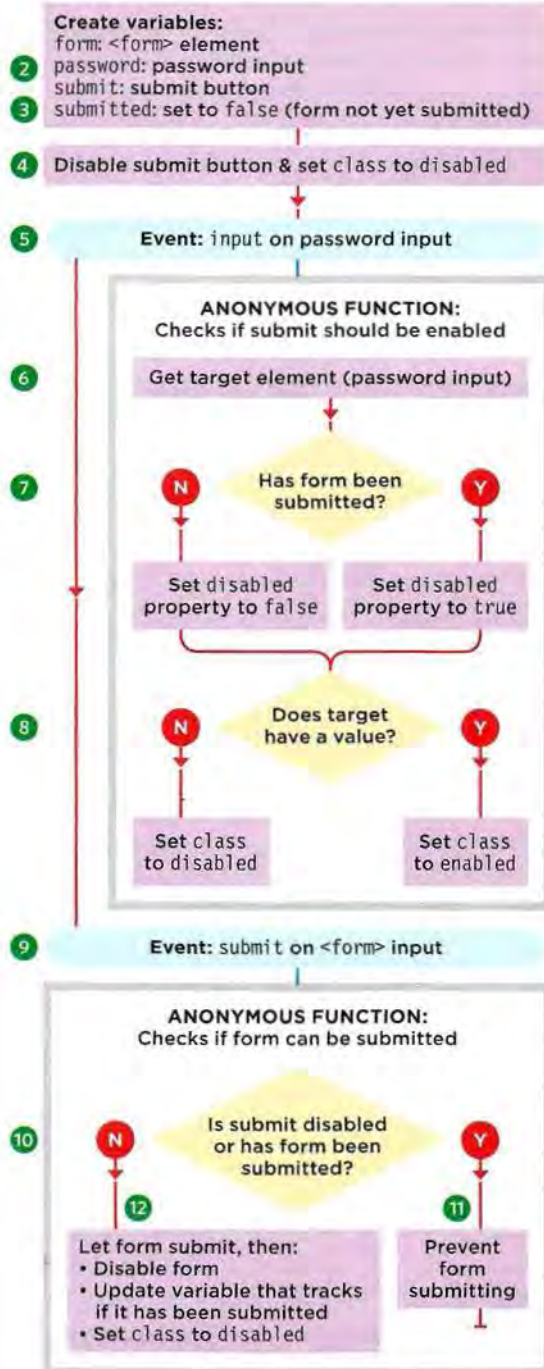 Create variables:
form: <form> element
2 password: password input
submit: submit button
3 submitted: set to false (form not yet submitted)
4 Disable submit button & set class to disabled
5 Event: input on password input
ANONYMOUS FUNCTION:
Checks if submit should be enabled
6 Get target element (password input)
7 N Has form been Y
submitted?
Set disabled
property to false
Set disabled
property to true
8 N Does target Y
have a value?
Set class
to disabled
Set class
to enabled
9 Event: submit on <form> input
ANONYMOUS FUNCTION:
Checks if form can be submitted
10 N Is submit disabled Y
or has form been
submitted?
12
Let form submit, then:
• Disable form
• Update variable that tracks
if it has been submitted
• Set class to disabled
11
Prevent
form
submitting